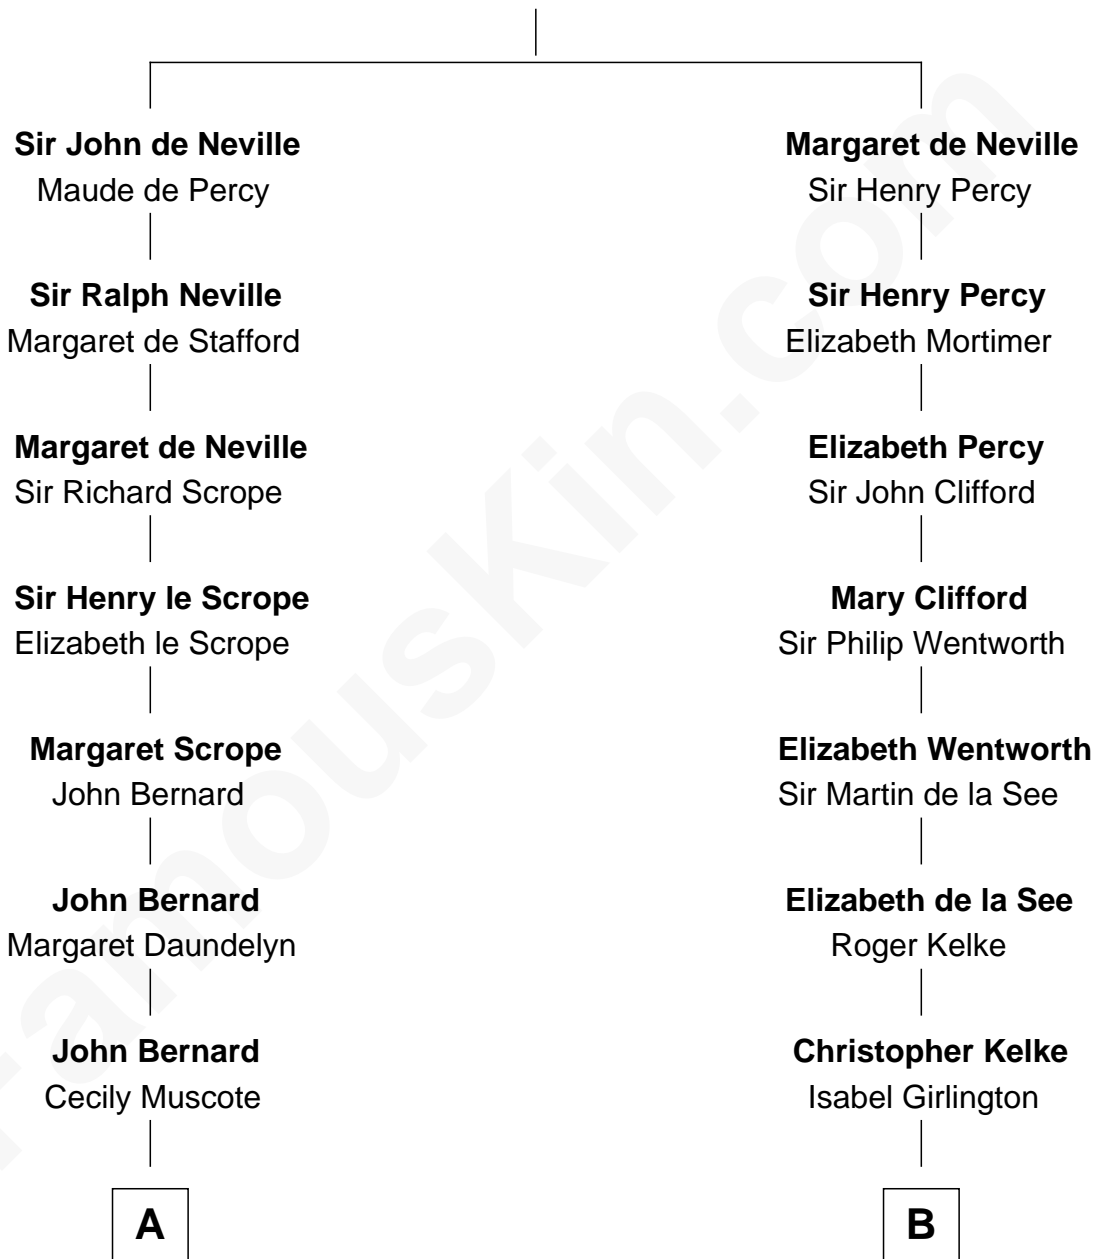 Sir John de Neville
Maude de Percy
Sir Ralph Neville
Margaret de Stafford
Margaret de Neville
Sir Richard Scrope
Sir Henry le Scrope
Elizabeth le Scrope
Margaret Scrope
John Bernard
John Bernard
Margaret Daundelyn
John Bernard
Cecily Muscote
A
Margaret de Neville
Sir Henry Percy
Sir Henry Percy
Elizabeth Mortimer
Elizabeth Percy
Sir John Clifford
Mary Clifford
Sir Philip Wentworth
Elizabeth Wentworth
Sir Martin de la See
Elizabeth de la See
Roger Kelke
Christopher Kelke
Isabel Girlington
B
FamousKin.com